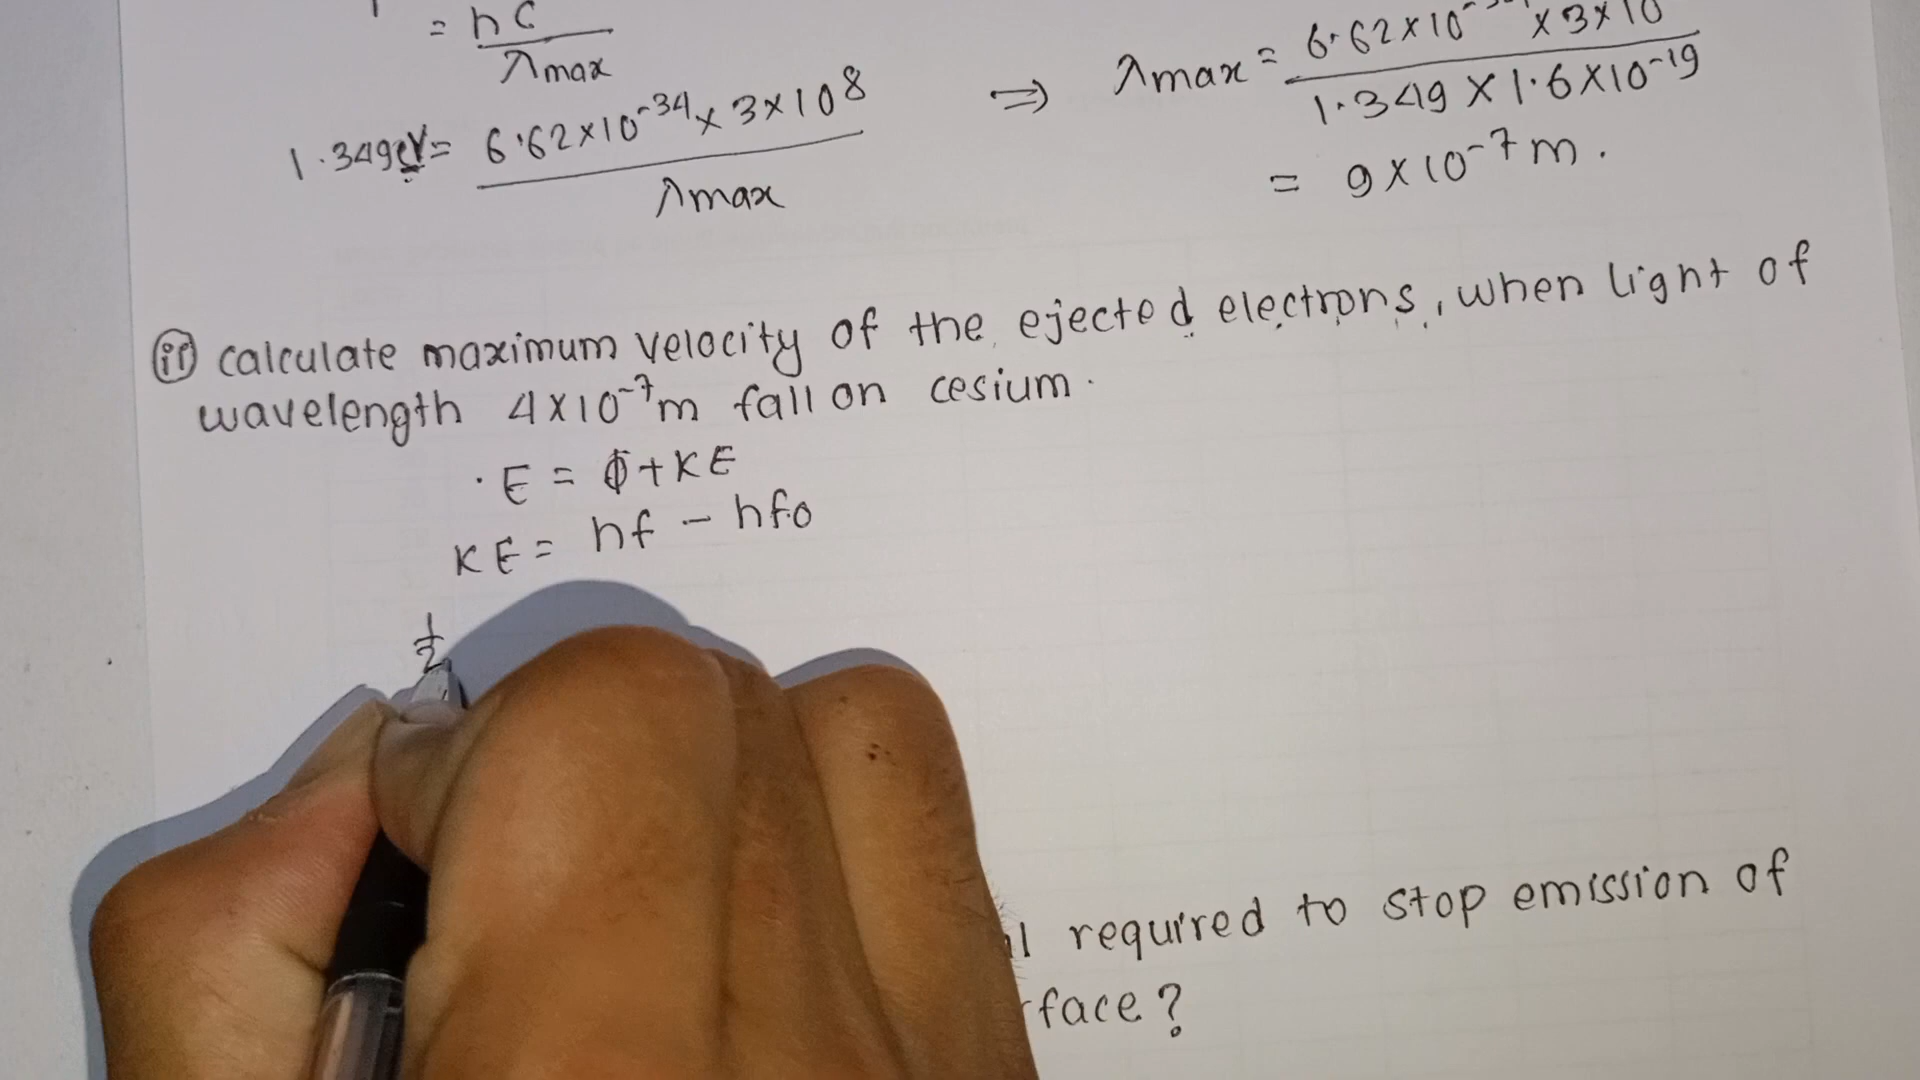 = hc
λmax
1.349eV = 6.62×10⁻³⁴ × 3×10⁸
λmax
⇒ λmax = 6.62×10 ×3×10
1.349 × 1.6×10⁻¹⁹
= 9×10⁻⁷m.
(ii) calculate maximum velocity of the ejected electrons, when light of
wavelength 4×10⁻⁷m fall on cesium.
E = ϕ+KE
KE = hf – hfo
1/2
required to stop emission of
face?